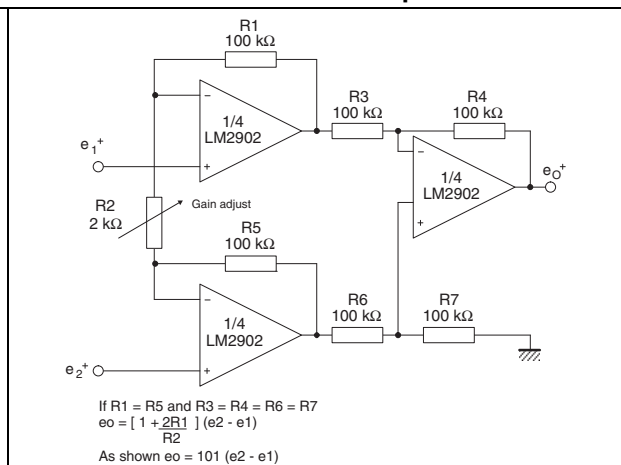 R1
100 kΩ
1/4
LM2902
e1+
R3
100 kΩ
R4
100 kΩ
1/4
LM2902
eO+
R2
2 kΩ
Gain adjust
R5
100 kΩ
1/4
LM2902
e2+
R6
100 kΩ
R7
100 kΩ
If R1 = R5 and R3 = R4 = R6 = R7
eo = [ 1 + 2R1/R2 ] (e2 - e1)
As shown eo = 101 (e2 - e1)